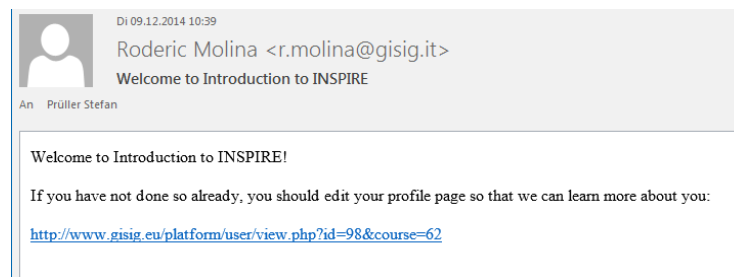 Di 09.12.2014 10:39
Roderic Molina <r.molina@gisig.it>
Welcome to Introduction to INSPIRE
An Prüller Stefan
Welcome to Introduction to INSPIRE!
If you have not done so already, you should edit your profile page so that we can learn more about you:
http://www.gisig.eu/platform/user/view.php?id=98&course=62